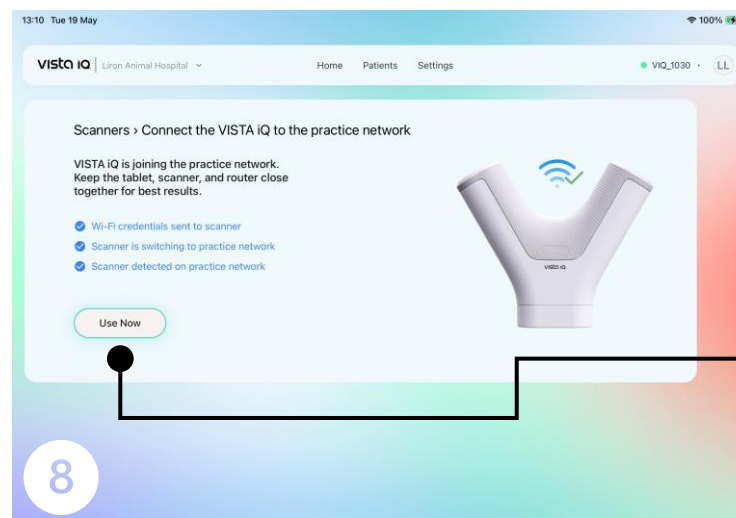 13:10 Tue 19 May
100%
VISTA IQ Liron Animal Hospital
Home Patients Settings
VIQ_1030
LL
Scanners › Connect the VISTA iQ to the practice network
VISTA iQ is joining the practice network.
Keep the tablet, scanner, and router close
together for best results.
Wi-Fi credentials sent to scanner
Scanner is switching to practice network
Scanner detected on practice network
VISTA IQ
Use Now
8